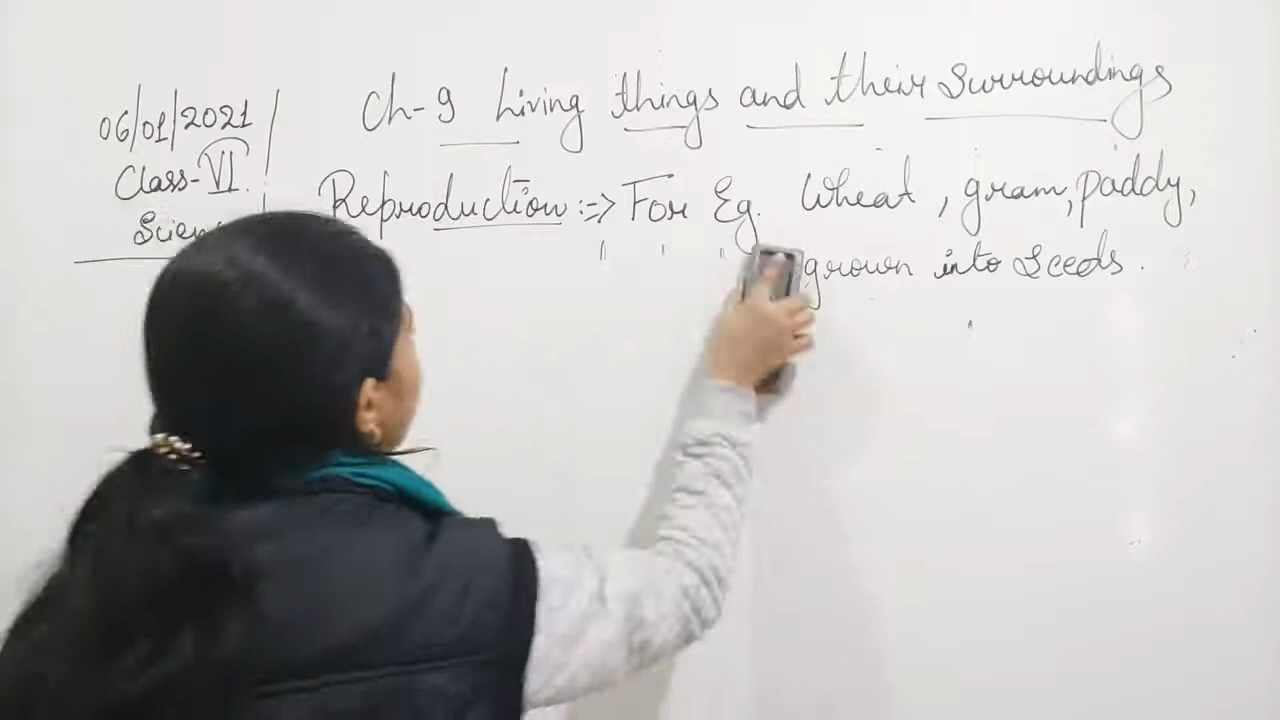 06/01/2021
Class-VI
Scien
Ch-9 Living things and their Surroundings
Reproduction :=> For Eg. Wheat, gram, paddy,
grown into Seeds.